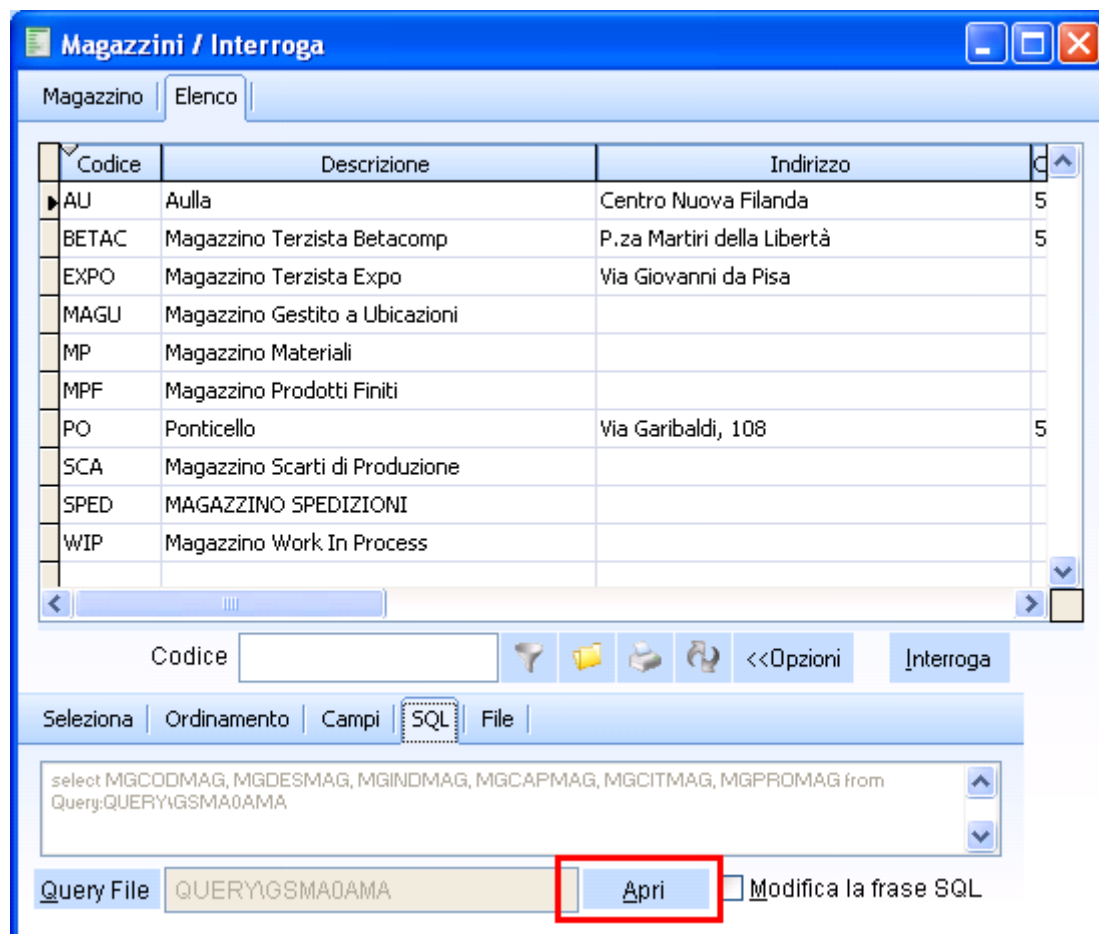 Magazzini / Interroga
Magazzino Elenco
Codice Descrizione Indirizzo C
AU Aulla Centro Nuova Filanda 5
BETAC Magazzino Terzista Betacomp P.za Martiri della Libertà 5
EXPO Magazzino Terzista Expo Via Giovanni da Pisa
MAGU Magazzino Gestito a Ubicazioni
MP Magazzino Materiali
MPF Magazzino Prodotti Finiti
PO Ponticello Via Garibaldi, 108 5
SCA Magazzino Scarti di Produzione
SPED MAGAZZINO SPEDIZIONI
WIP Magazzino Work In Process
Codice <<Opzioni Interroga
Seleziona Ordinamento Campi SQL File
select MGCODMAG, MGDESMAG, MGINDMAG, MGCAPMAG, MGCITMAG, MGPROMAG from
Query:QUERY\GSMA0AMA
Query File QUERY\GSMA0AMA Apri Modifica la frase SQL